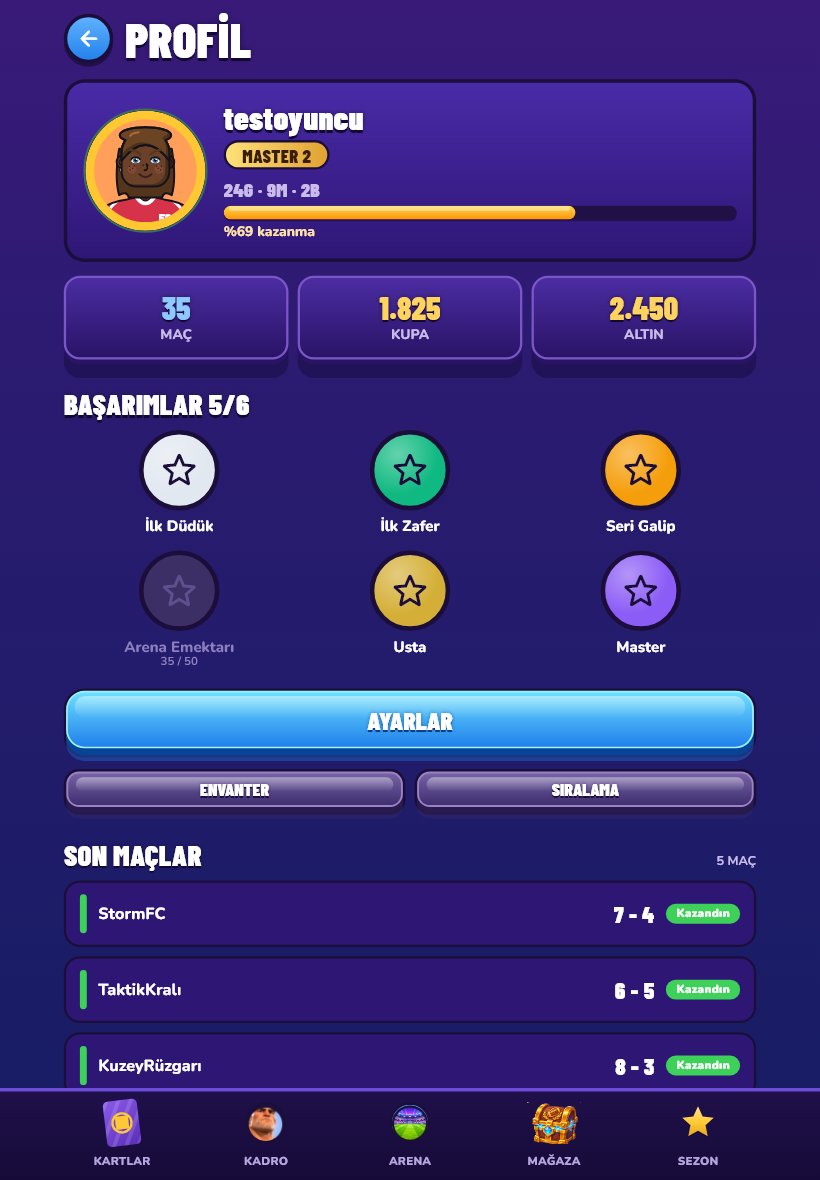 PROFİL
testoyuncu
MASTER 2
24G · 9M · 2B
%69 kazanma
35
MAÇ
1.825
KUPA
2.450
ALTIN
BAŞARIMLAR 5/6
İlk Düdük
İlk Zafer
Seri Galip
Arena Emektarı
35 / 50
Usta
Master
AYARLAR
ENVANTER
SIRALAMA
SON MAÇLAR
5 MAÇ
StormFC
7 - 4
Kazandın
TaktikKralı
6 - 5
Kazandın
KuzeyRüzgarı
8 - 3
Kazandın
KARTLAR
KADRO
ARENA
MAĞAZA
SEZON